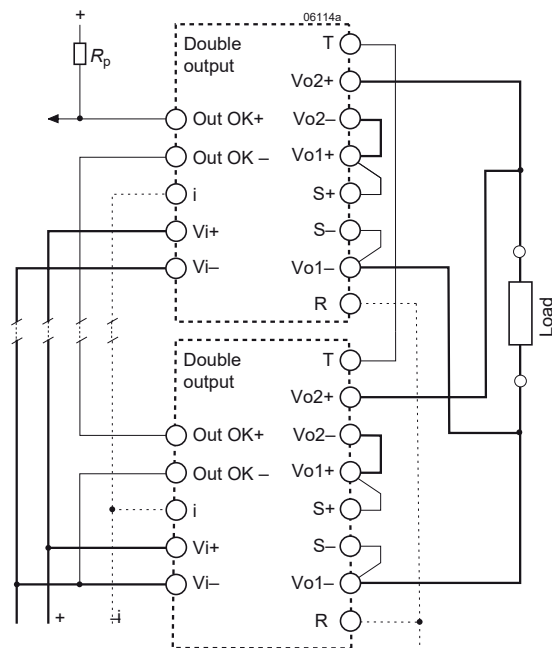 06114a
+
Rp
Double
output
T
Vo2+
Out OK+
Vo2–
Out OK –
Vo1+
i
S+
Vi+
S–
Vi–
Vo1–
R
Load
Double
output
T
Vo2+
Out OK+
Vo2–
Out OK –
Vo1+
i
S+
Vi+
S–
Vi–
Vo1–
R
+
–i